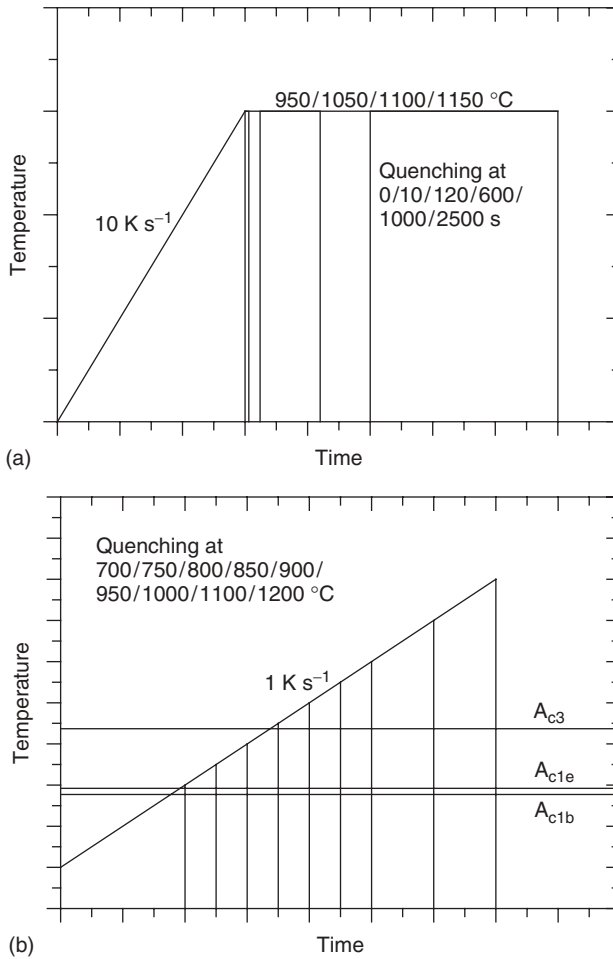 950/1050/1100/1150 °C
Quenching at
0/10/120/600/
1000/2500 s
10 K s⁻¹
Temperature
(a)
Time
Quenching at
700/750/800/850/900/
950/1000/1100/1200 °C
1 K s⁻¹
Temperature
Ac3
Ac1e
Ac1b
(b)
Time